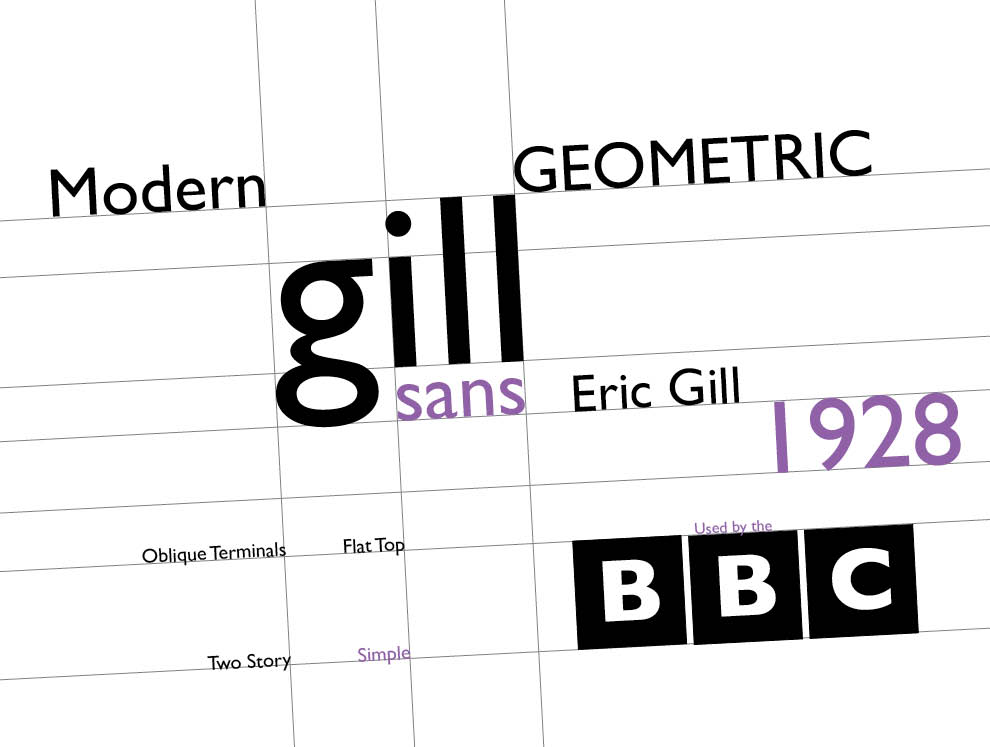 Modern
GEOMETRIC
gill
sans
Eric Gill
1928
Oblique Terminals
Flat Top
Used by the
BBC
Two Story
Simple